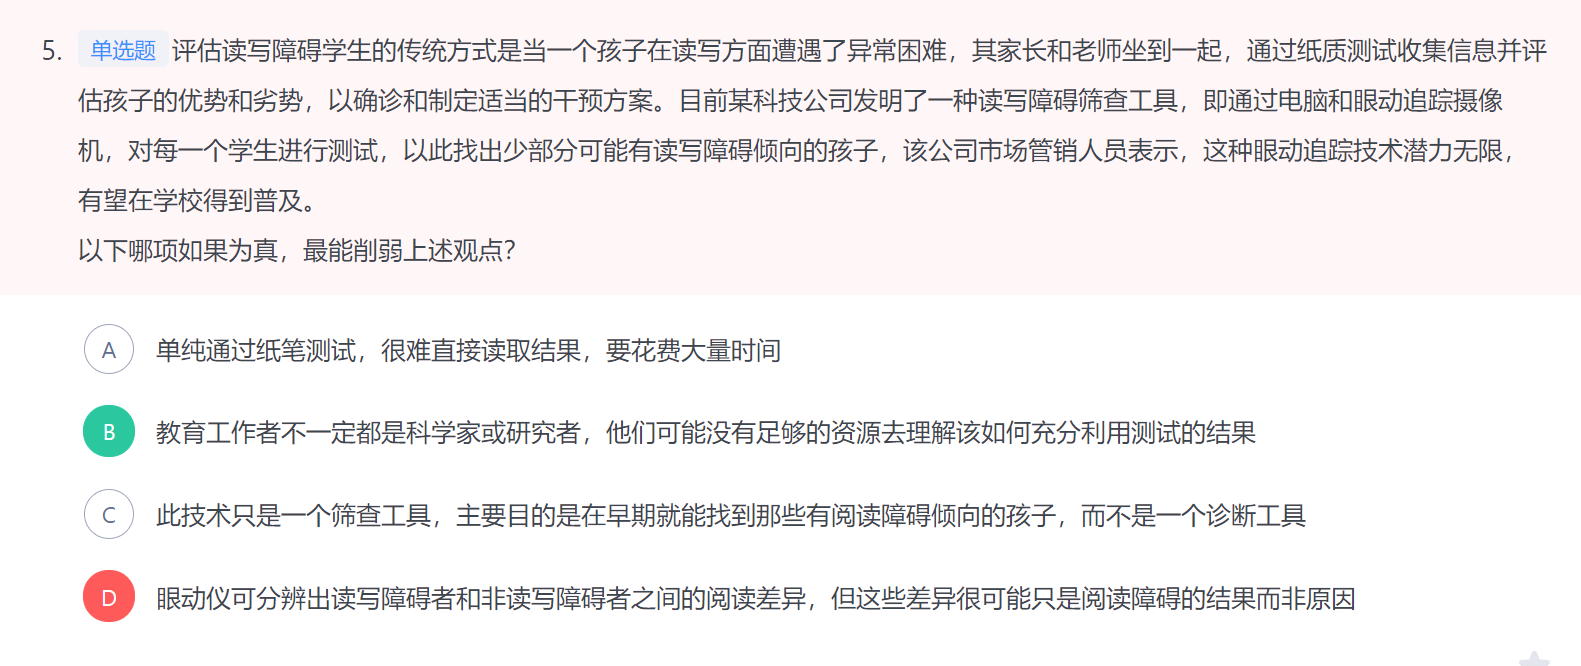 5. 单选题 评估读写障碍学生的传统方式是当一个孩子在读写方面遭遇了异常困难，其家长和老师坐到一起，通过纸质测试收集信息并评
估孩子的优势和劣势，以确诊和制定适当的干预方案。目前某科技公司发明了一种读写障碍筛查工具，即通过电脑和眼动追踪摄像
机，对每一个学生进行测试，以此找出少部分可能有读写障碍倾向的孩子，该公司市场管销人员表示，这种眼动追踪技术潜力无限，
有望在学校得到普及。
以下哪项如果为真，最能削弱上述观点？
A 单纯通过纸笔测试，很难直接读取结果，要花费大量时间
B 教育工作者不一定都是科学家或研究者，他们可能没有足够的资源去理解该如何充分利用测试的结果
C 此技术只是一个筛查工具，主要目的是在早期就能找到那些有阅读障碍倾向的孩子，而不是一个诊断工具
D 眼动仪可分辨出读写障碍者和非读写障碍者之间的阅读差异，但这些差异很可能只是阅读障碍的结果而非原因